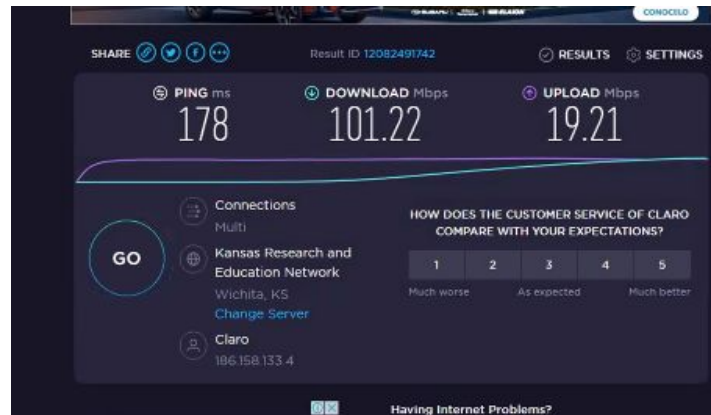 CONOCELO
SHARE
Result ID 12082491742
RESULTS
SETTINGS
PING ms
178
DOWNLOAD Mbps
101.22
UPLOAD Mbps
19.21
GO
Connections
Multi
Kansas Research and
Education Network
Wichita, KS
Change Server
Claro
186.158.133.4
HOW DOES THE CUSTOMER SERVICE OF CLARO
COMPARE WITH YOUR EXPECTATIONS?
1 2 3 4 5
Much worse As expected Much better
Having Internet Problems?